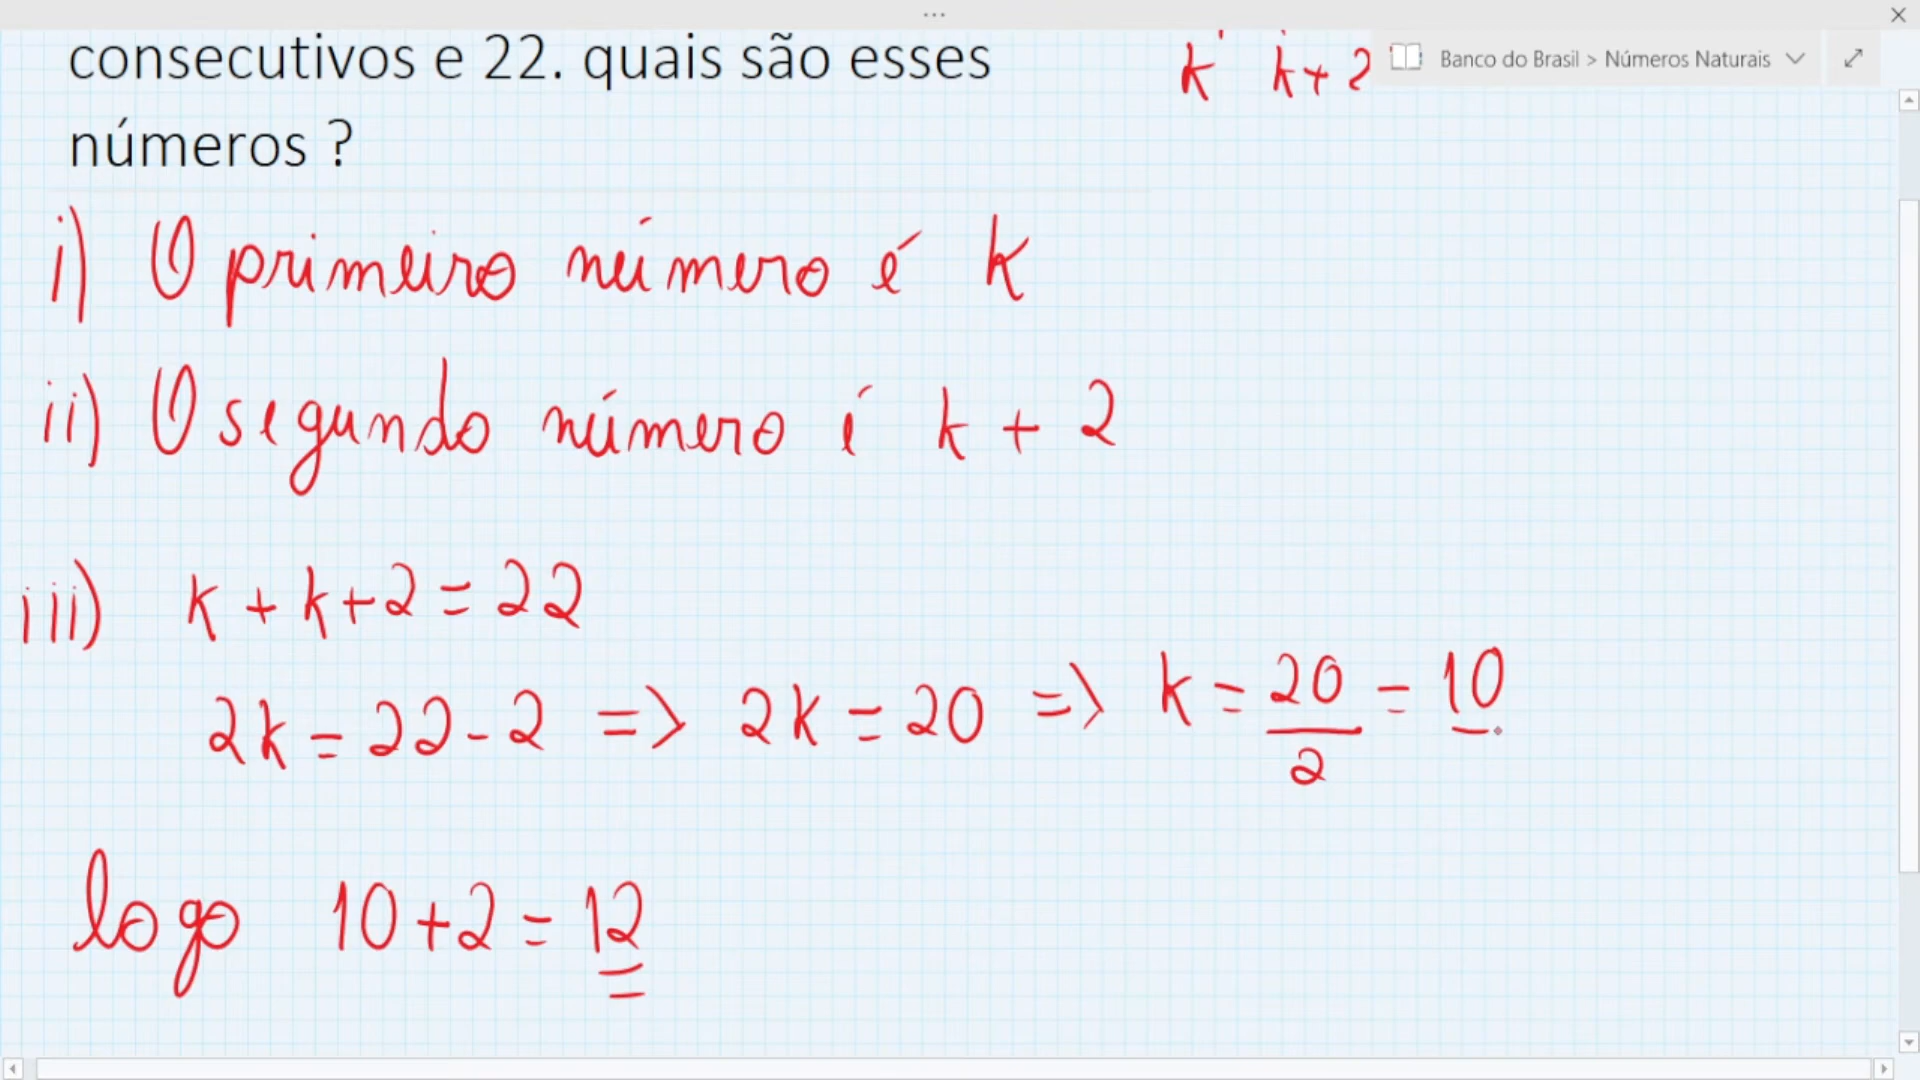 ...
consecutivos e 22. quais são esses
k k+2
Banco do Brasil > Números Naturais
números ?
i) O primeiro número é k
ii) O segundo número é k + 2
iii) k + k+2 = 22
2k = 22-2 => 2k = 20 => k = 20/2 = 10
logo 10+2 = 12